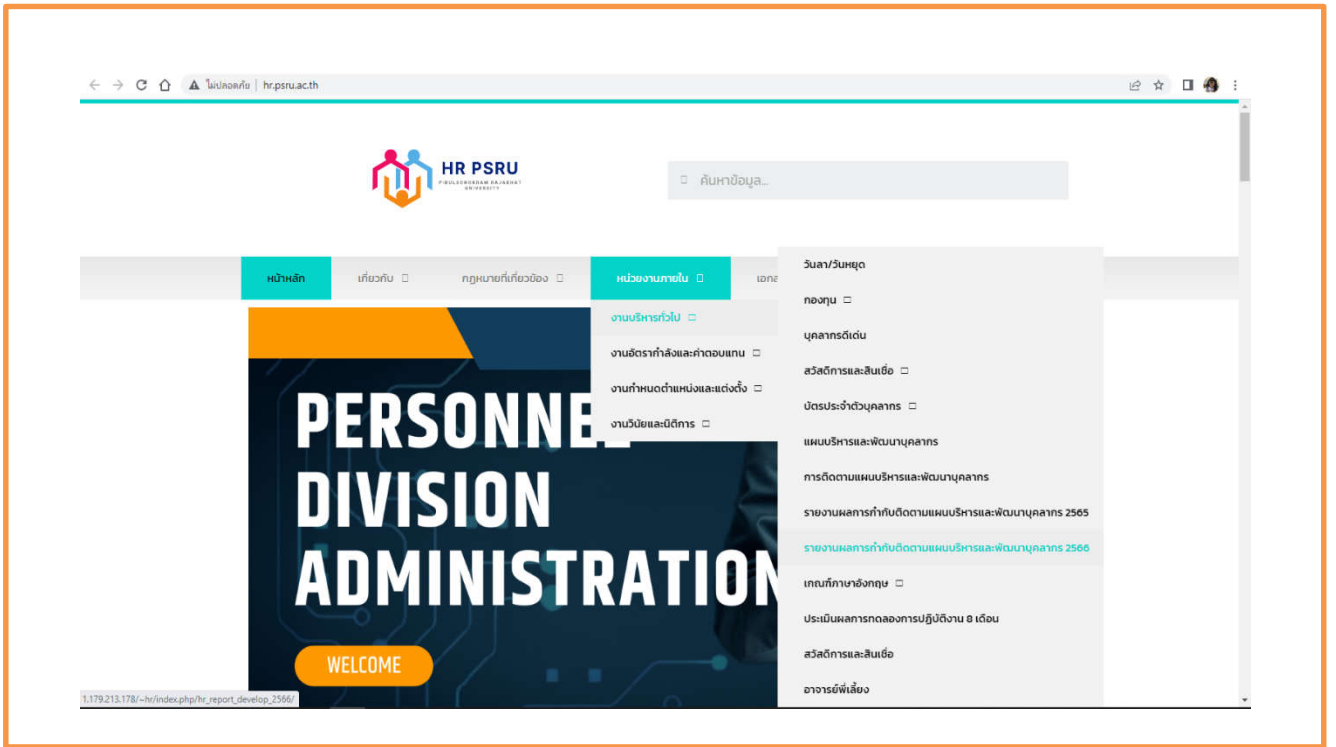 ไม่ปลอดภัย | hr.psru.ac.th
HR PSRU
PIBULSONGKRAM RAJABHAT
UNIVERSITY
ค้นหาข้อมูล...
หน้าหลัก
เกี่ยวกับ
กฎหมายที่เกี่ยวข้อง
หน่วยงานภายใน
เอกส
งานบริหารทั่วไป
งานอัตรากำลังและค่าตอบแทน
งานกำหนดตำแหน่งและแต่งตั้ง
งานวินัยและนิติการ
วันลา/วันหยุด
กองทุน
บุคลากรดีเด่น
สวัสดิการและสินเชื่อ
บัตรประจำตัวบุคลากร
แผนบริหารและพัฒนาบุคลากร
การติดตามแผนบริหารและพัฒนาบุคลากร
รายงานผลการกำกับติดตามแผนบริหารและพัฒนาบุคลากร 2565
รายงานผลการกำกับติดตามแผนบริหารและพัฒนาบุคลากร 2566
เกณฑ์ภาษาอังกฤษ
ประเมินผลการทดลองการปฏิบัติงาน 8 เดือน
สวัสดิการและสินเชื่อ
อาจารย์พี่เลี้ยง
PERSONNEL
DIVISION
ADMINISTRATION
WELCOME
1.179.213.178/~hr/index.php/hr_report_develop_2566/